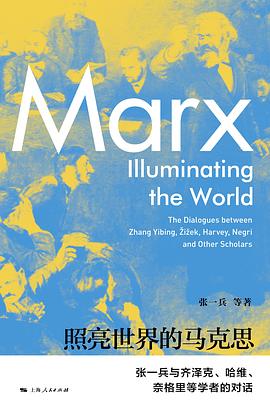 Marx
Illuminating
the World
The Dialogues between
Zhang Yibing, Žižek, Harvey, Negri
and Other Scholars
张一兵 等著
照亮世界的马克思
张一兵与齐泽克、哈维、
奈格里等学者的对话
上海人民出版社